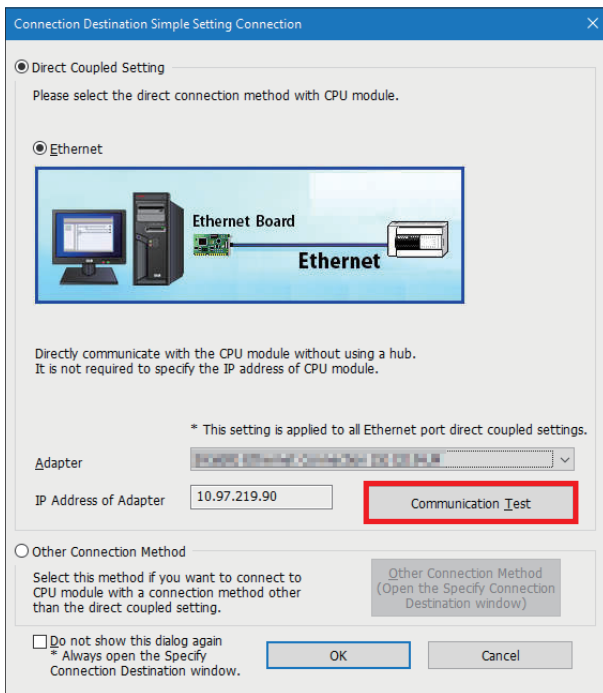 Connection Destination Simple Setting Connection
Direct Coupled Setting
Please select the direct connection method with CPU module.
Ethernet
Ethernet Board
Ethernet
Directly communicate with the CPU module without using a hub.
It is not required to specify the IP address of CPU module.
* This setting is applied to all Ethernet port direct coupled settings.
Adapter
IP Address of Adapter
10.97.219.90
Communication Test
Other Connection Method
Select this method if you want to connect to
CPU module with a connection method other
than the direct coupled setting.
Other Connection Method
(Open the Specify Connection
Destination window)
Do not show this dialog again
* Always open the Specify
Connection Destination window.
OK
Cancel